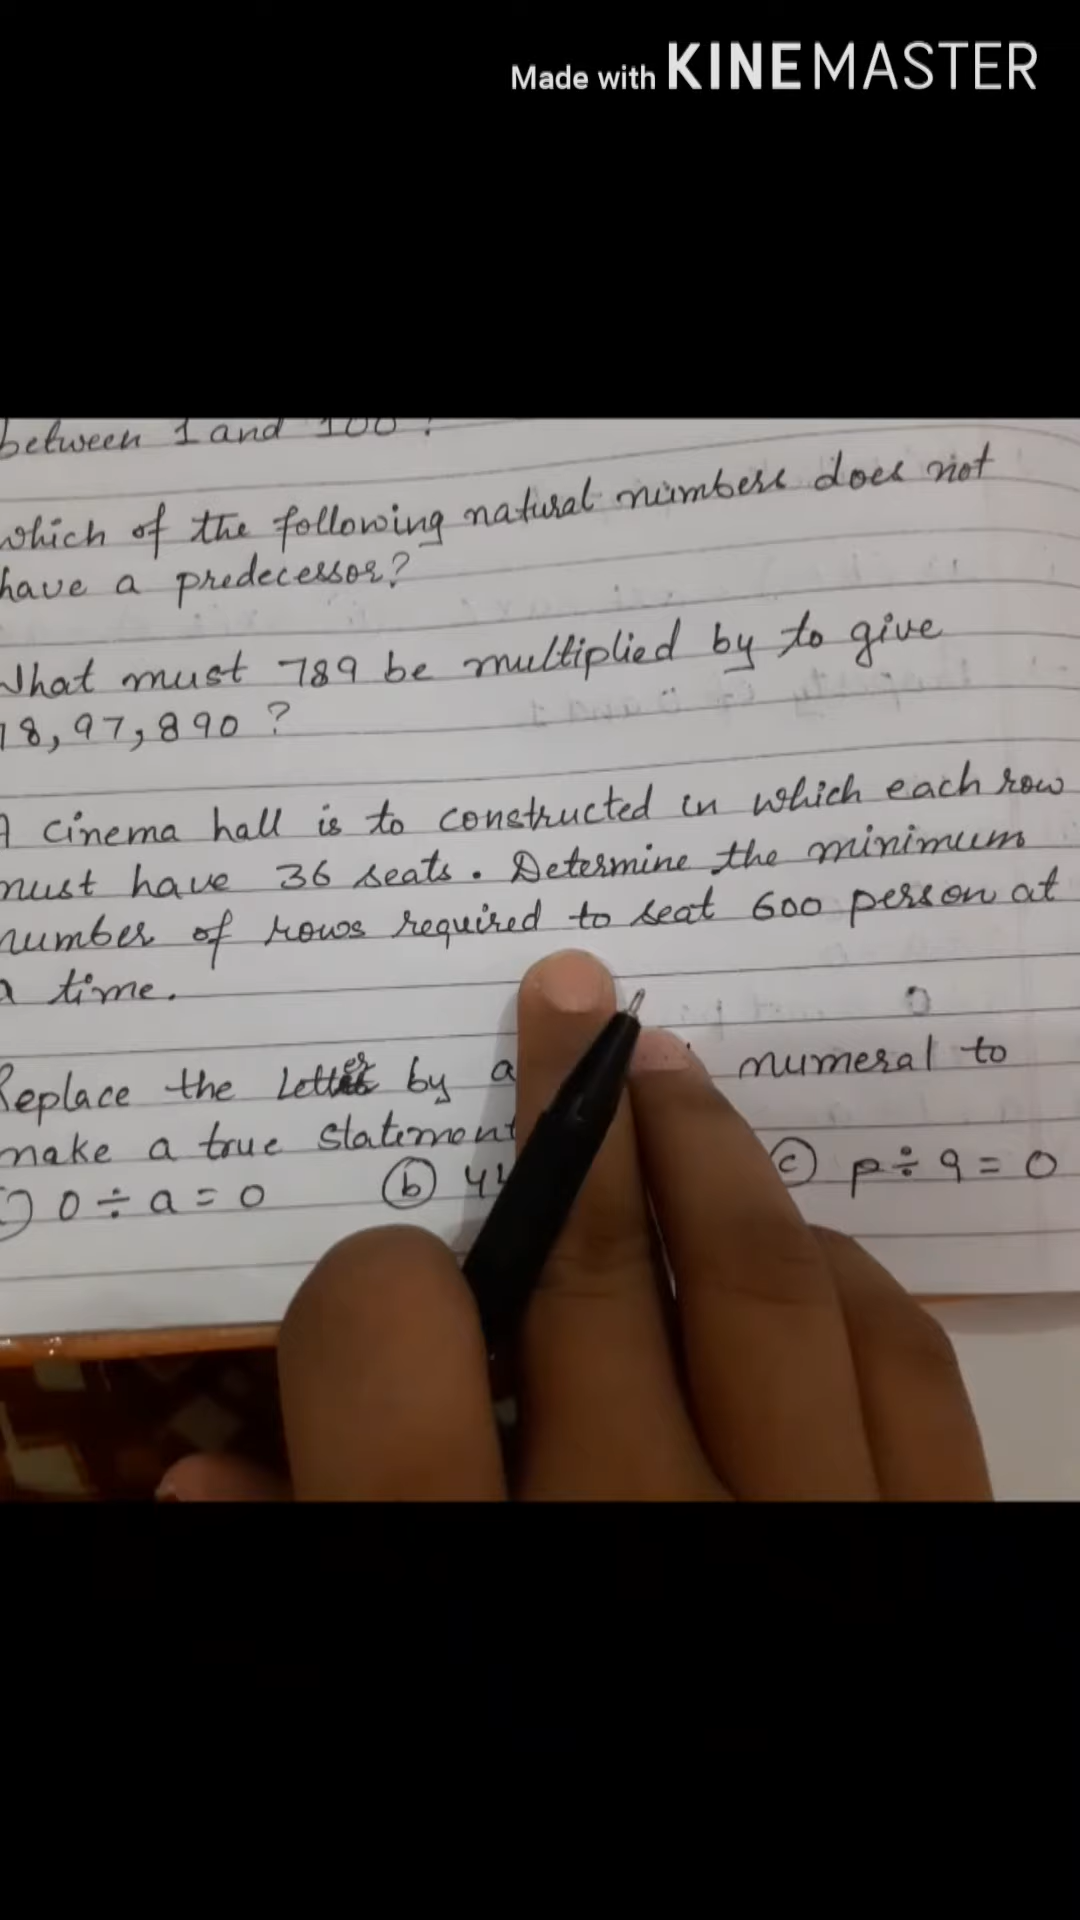 Made with KINEMASTER
between 1 and 100?
which of the following natural numbers does not
have a predecessor?
What must 789 be multiplied by to give
18,97,890 ?
A cinema hall is to constructed in which each row
must have 36 seats. Determine the minimum
number of rows required to seat 600 person at
a time.
Replace the letter by a numeral to
make a true statement
0 ÷ a = 0 (b) 44 (c) p ÷ q = 0